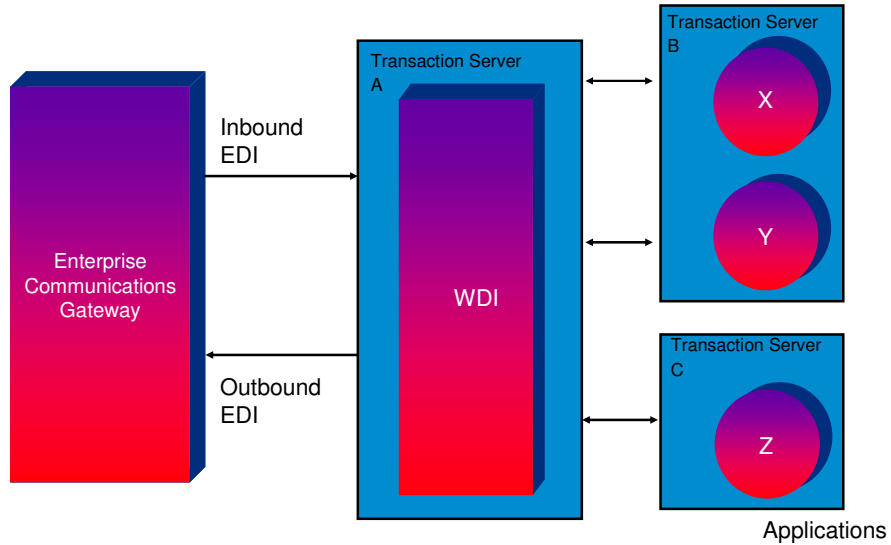 Enterprise
Communications
Gateway
Inbound
EDI
Outbound
EDI
Transaction Server
A
WDI
Transaction Server
B
X
Y
Transaction Server
C
Z
Applications